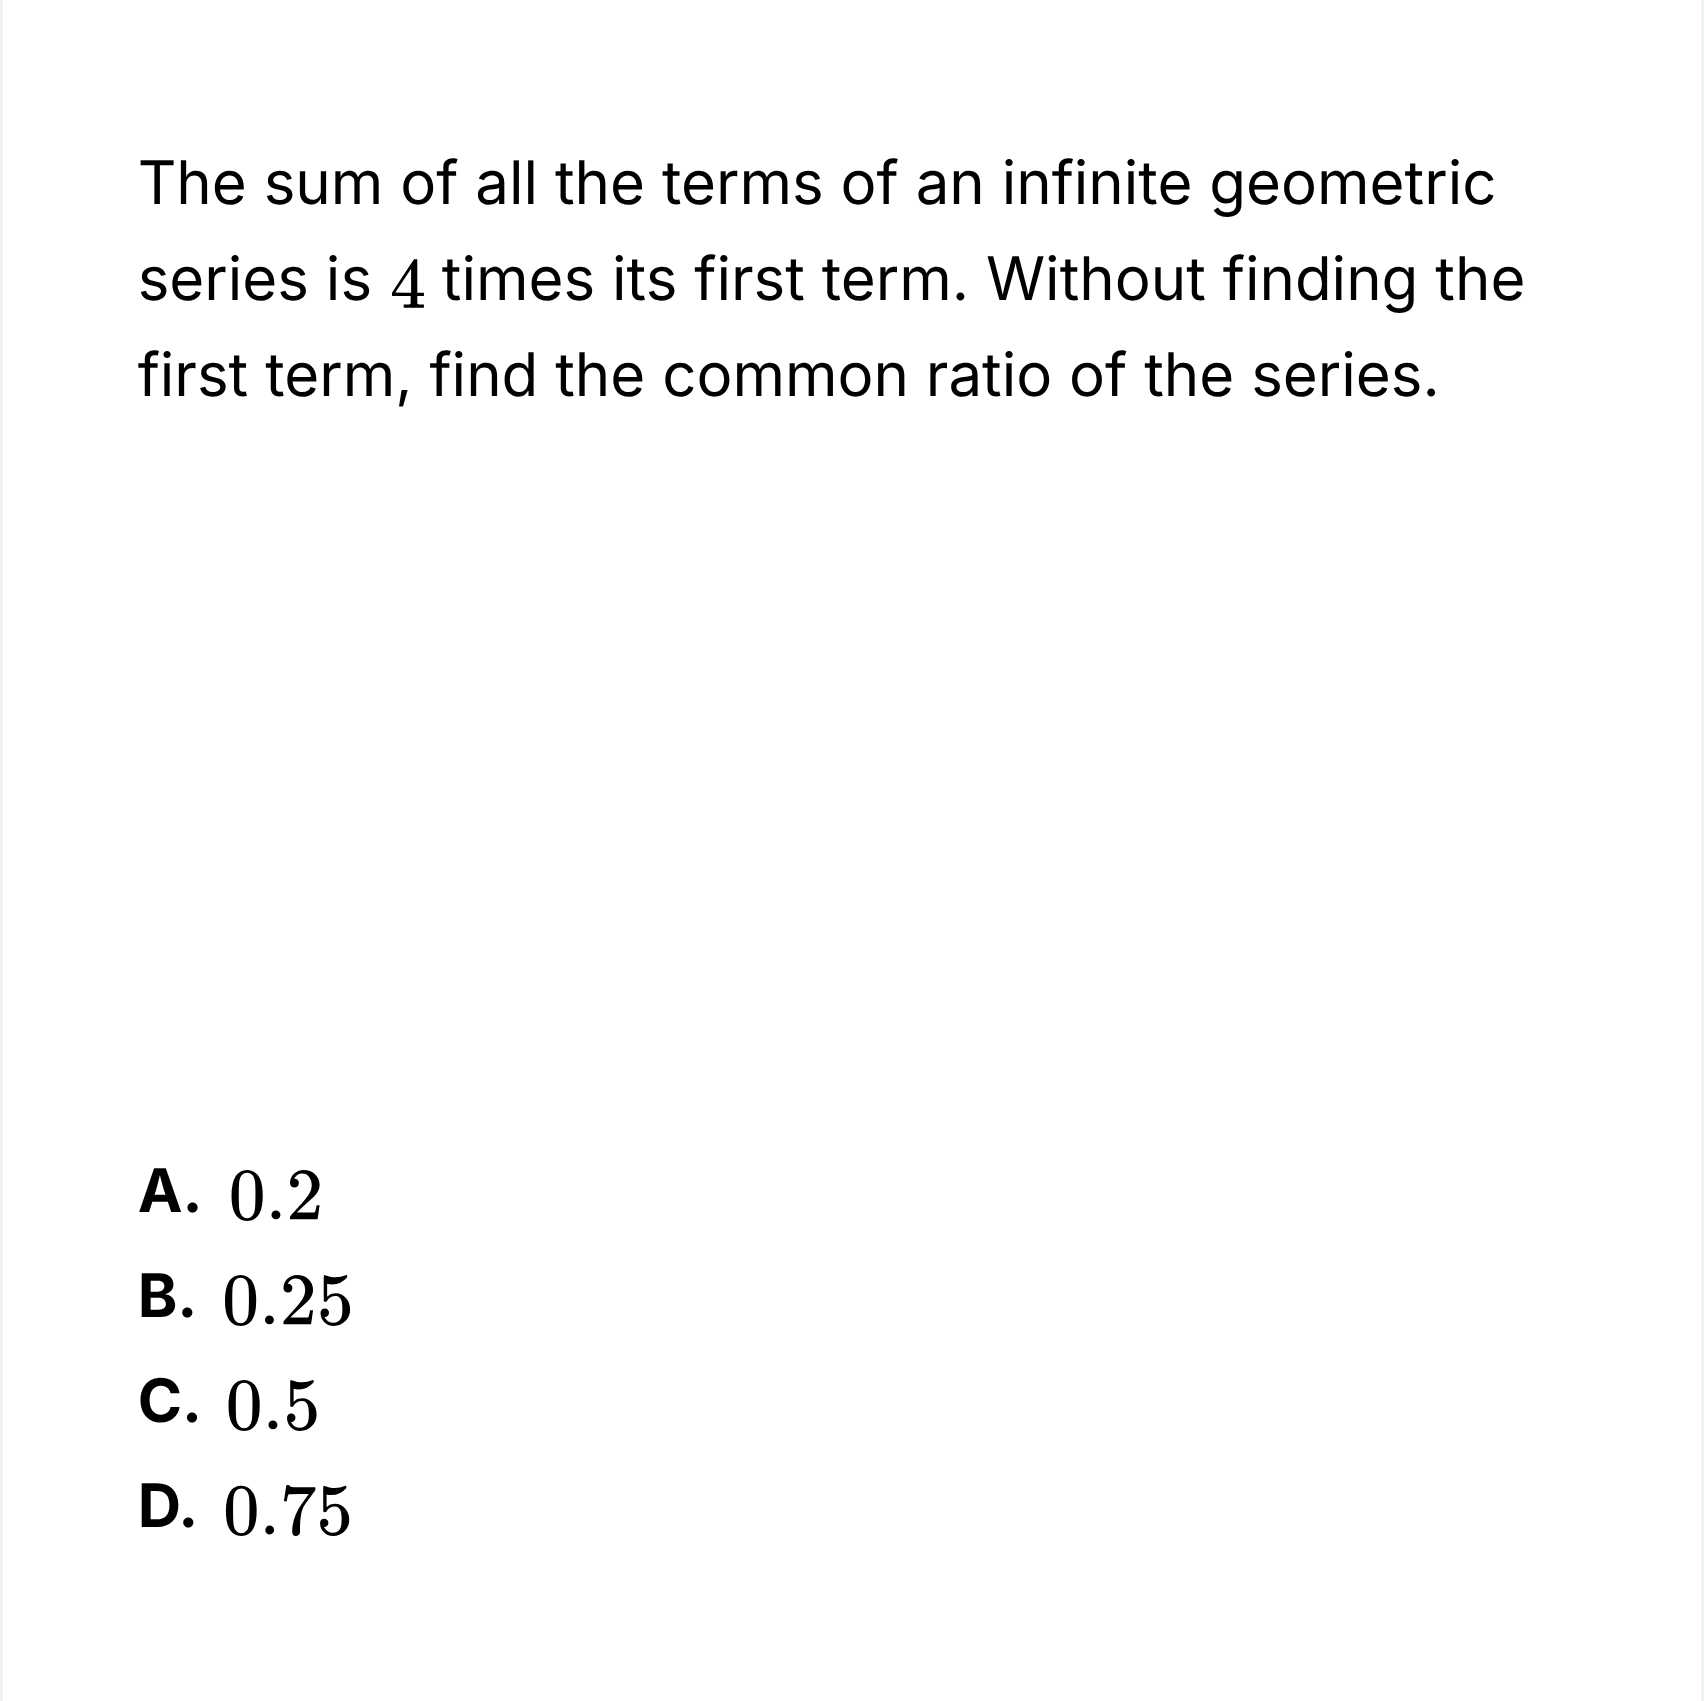 The sum of all the terms of an infinite geometric
series is 4 times its first term. Without finding the
first term, find the common ratio of the series.
A. 0.2
B. 0.25
C. 0.5
D. 0.75